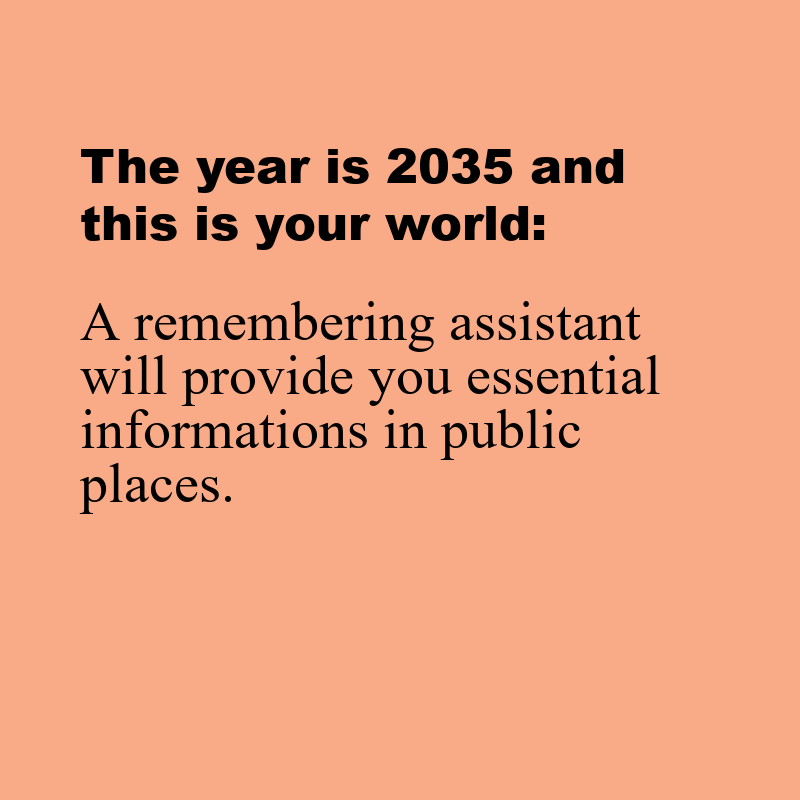 The year is 2035 and
this is your world:
A remembering assistant
will provide you essential
informations in public
places.